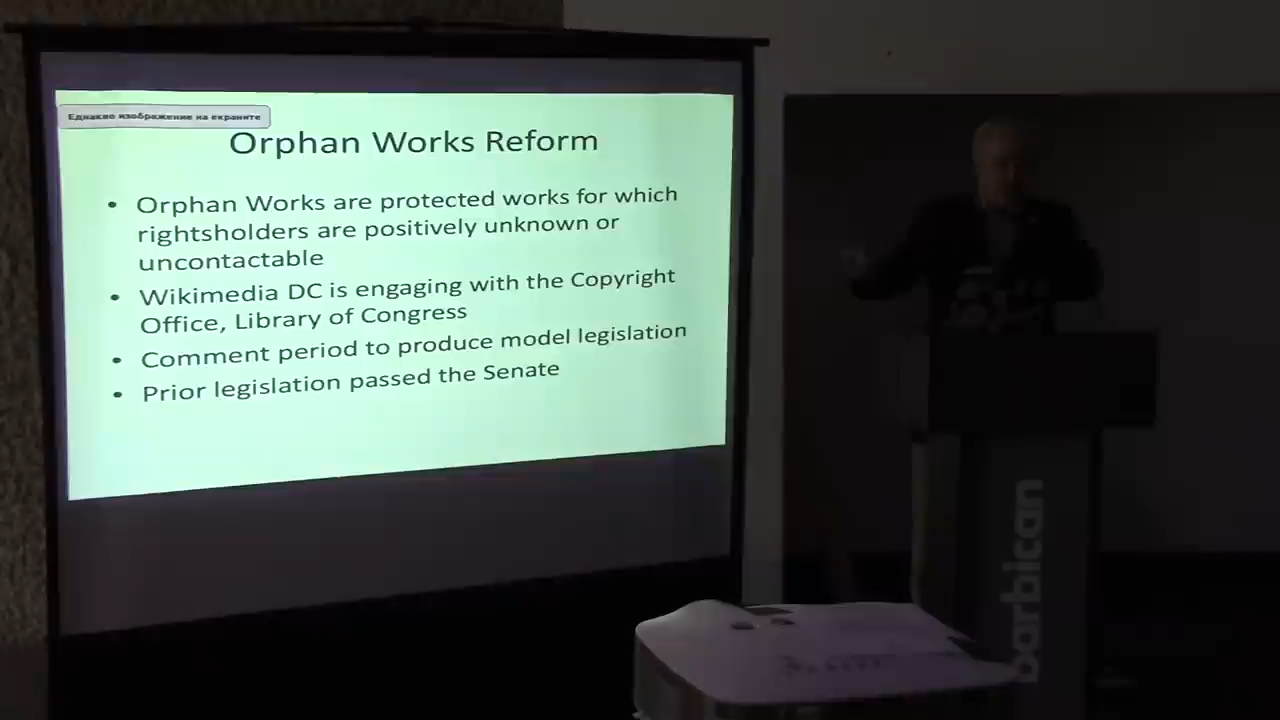 Еднакво изображение на екраните
Orphan Works Reform
• Orphan Works are protected works for which
rightsholders are positively unknown or
uncontactable
• Wikimedia DC is engaging with the Copyright
Office, Library of Congress
• Comment period to produce model legislation
• Prior legislation passed the Senate
barbican